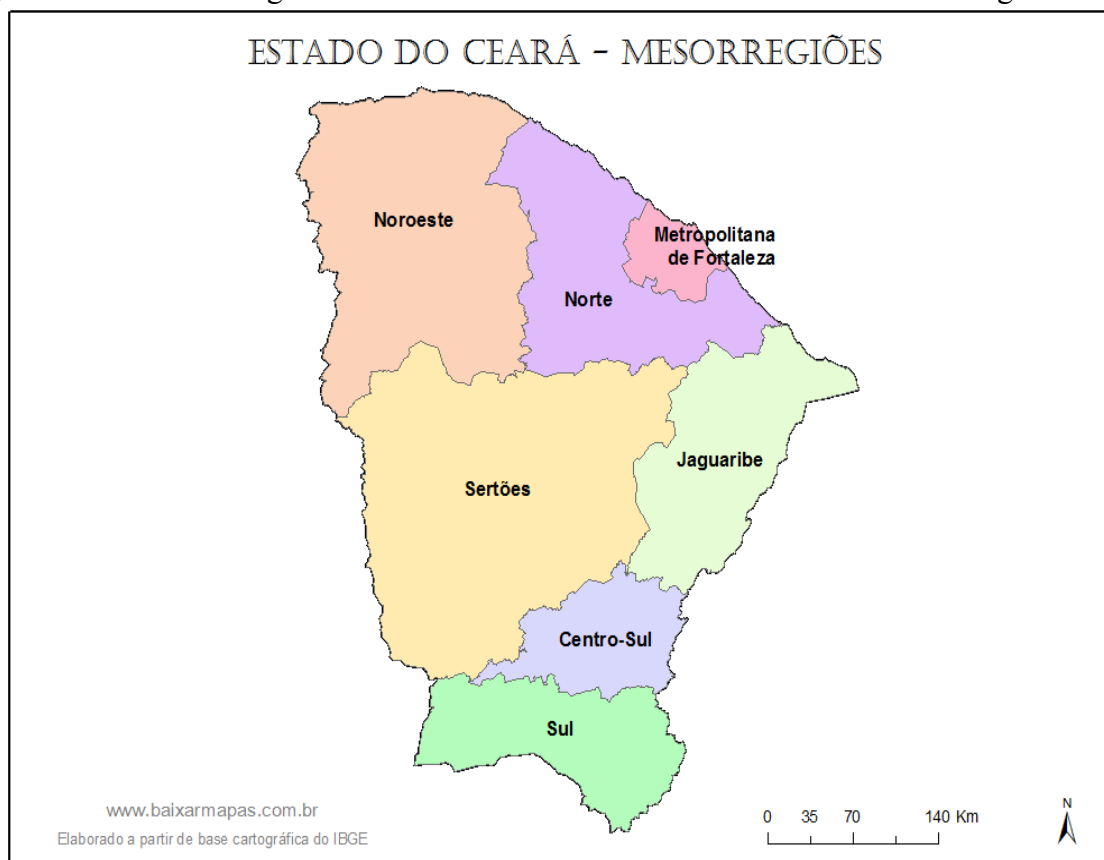 ESTADO DO CEARÁ - MESORREGIÕES
Noroeste
Metropolitana
de Fortaleza
Norte
Jaguaribe
Sertões
Centro-Sul
Sul
www.baixarmapas.com.br
Elaborado a partir de base cartográfica do IBGE
0 35 70 140 Km
N